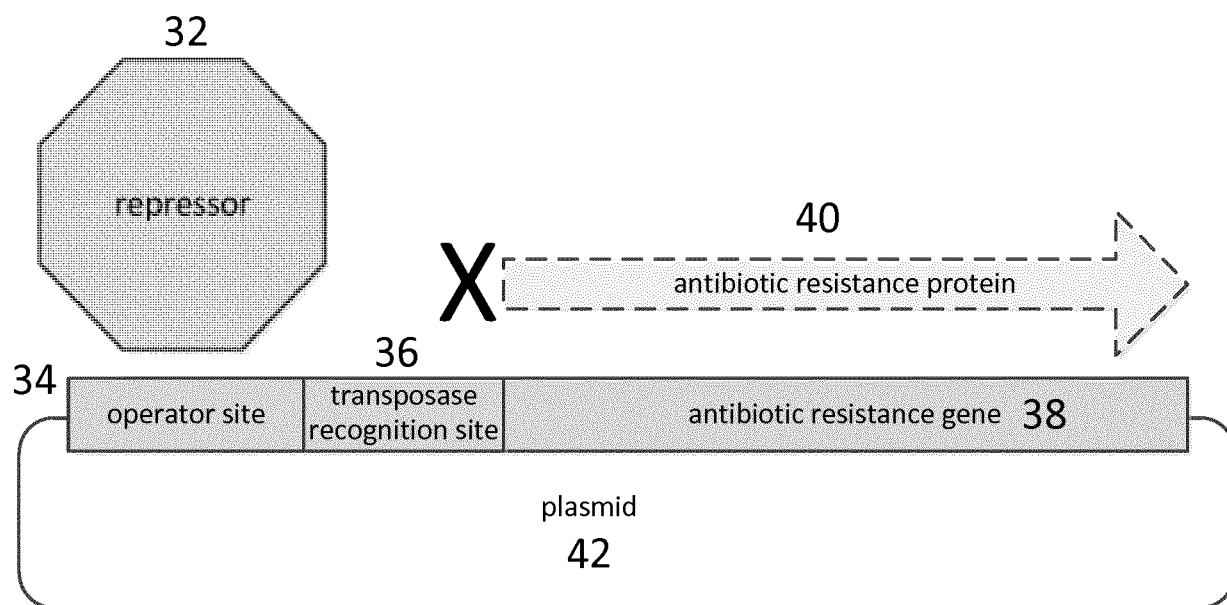 32
repressor
X
40
antibiotic resistance protein
34
36
operator site
transposase
recognition site
antibiotic resistance gene 38
plasmid
42